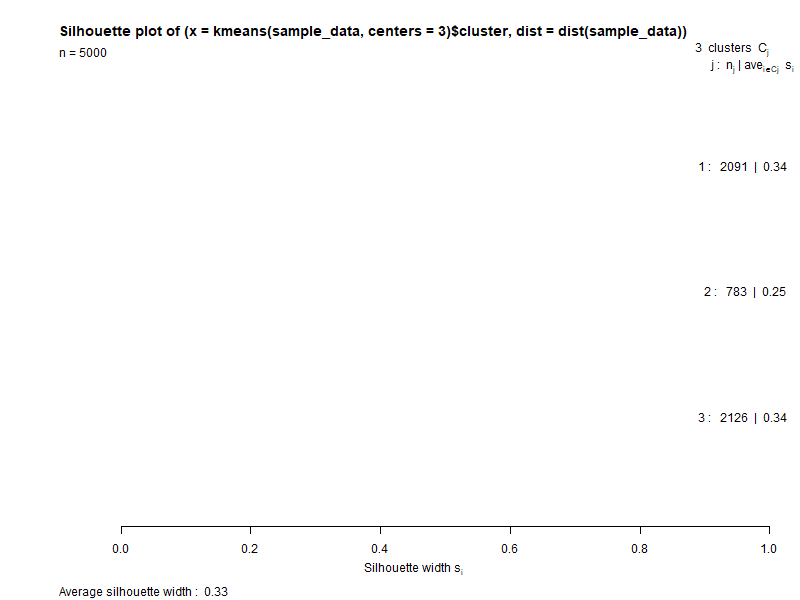 Silhouette plot of (x = kmeans(sample_data, centers = 3)$cluster, dist = dist(sample_data))
n = 5000
3 clusters Cj
j : nj | avei∈Cj si
1 : 2091 | 0.34
2 : 783 | 0.25
3 : 2126 | 0.34
0.0 0.2 0.4 0.6 0.8 1.0
Silhouette width si
Average silhouette width : 0.33